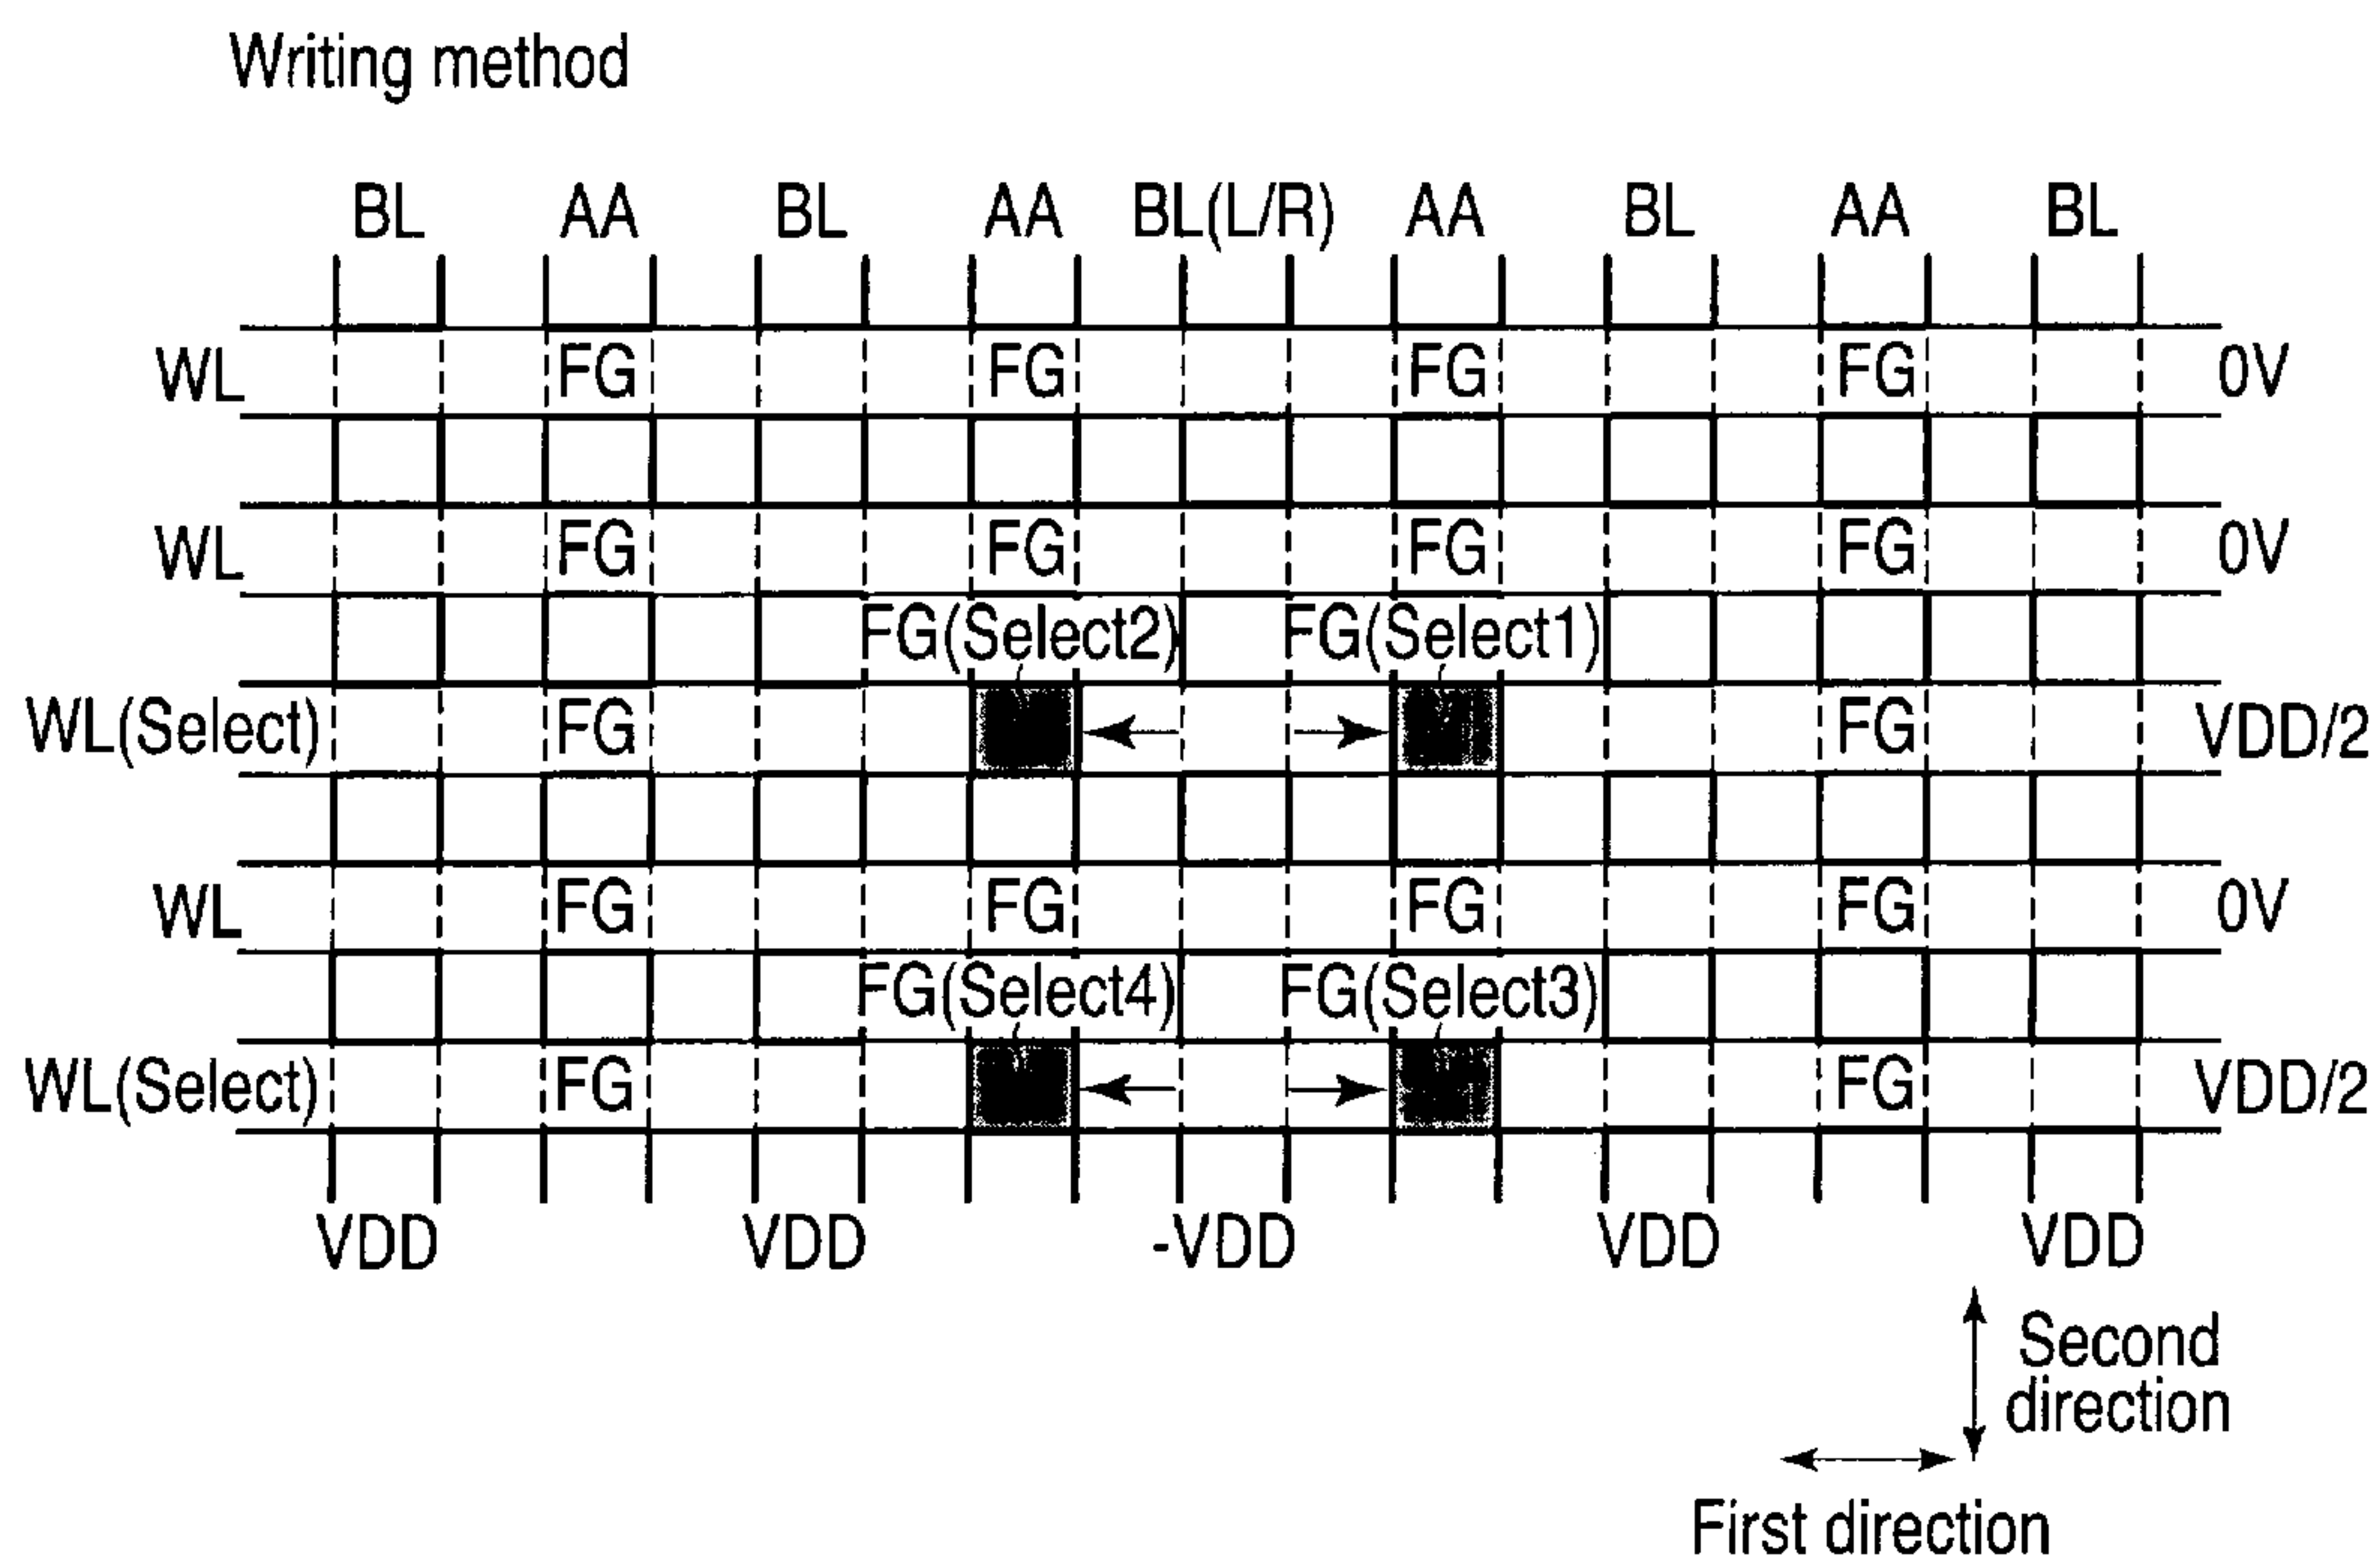 Writing method
BL AA BL AA BL(L/R) AA BL AA BL
WL FG FG FG FG 0V
WL FG FG FG FG 0V
FG(Select2) FG(Select1)
WL(Select) FG FG VDD/2
WL FG FG FG FG 0V
FG(Select4) FG(Select3)
WL(Select) FG FG VDD/2
VDD VDD -VDD VDD VDD
Second
direction
First direction